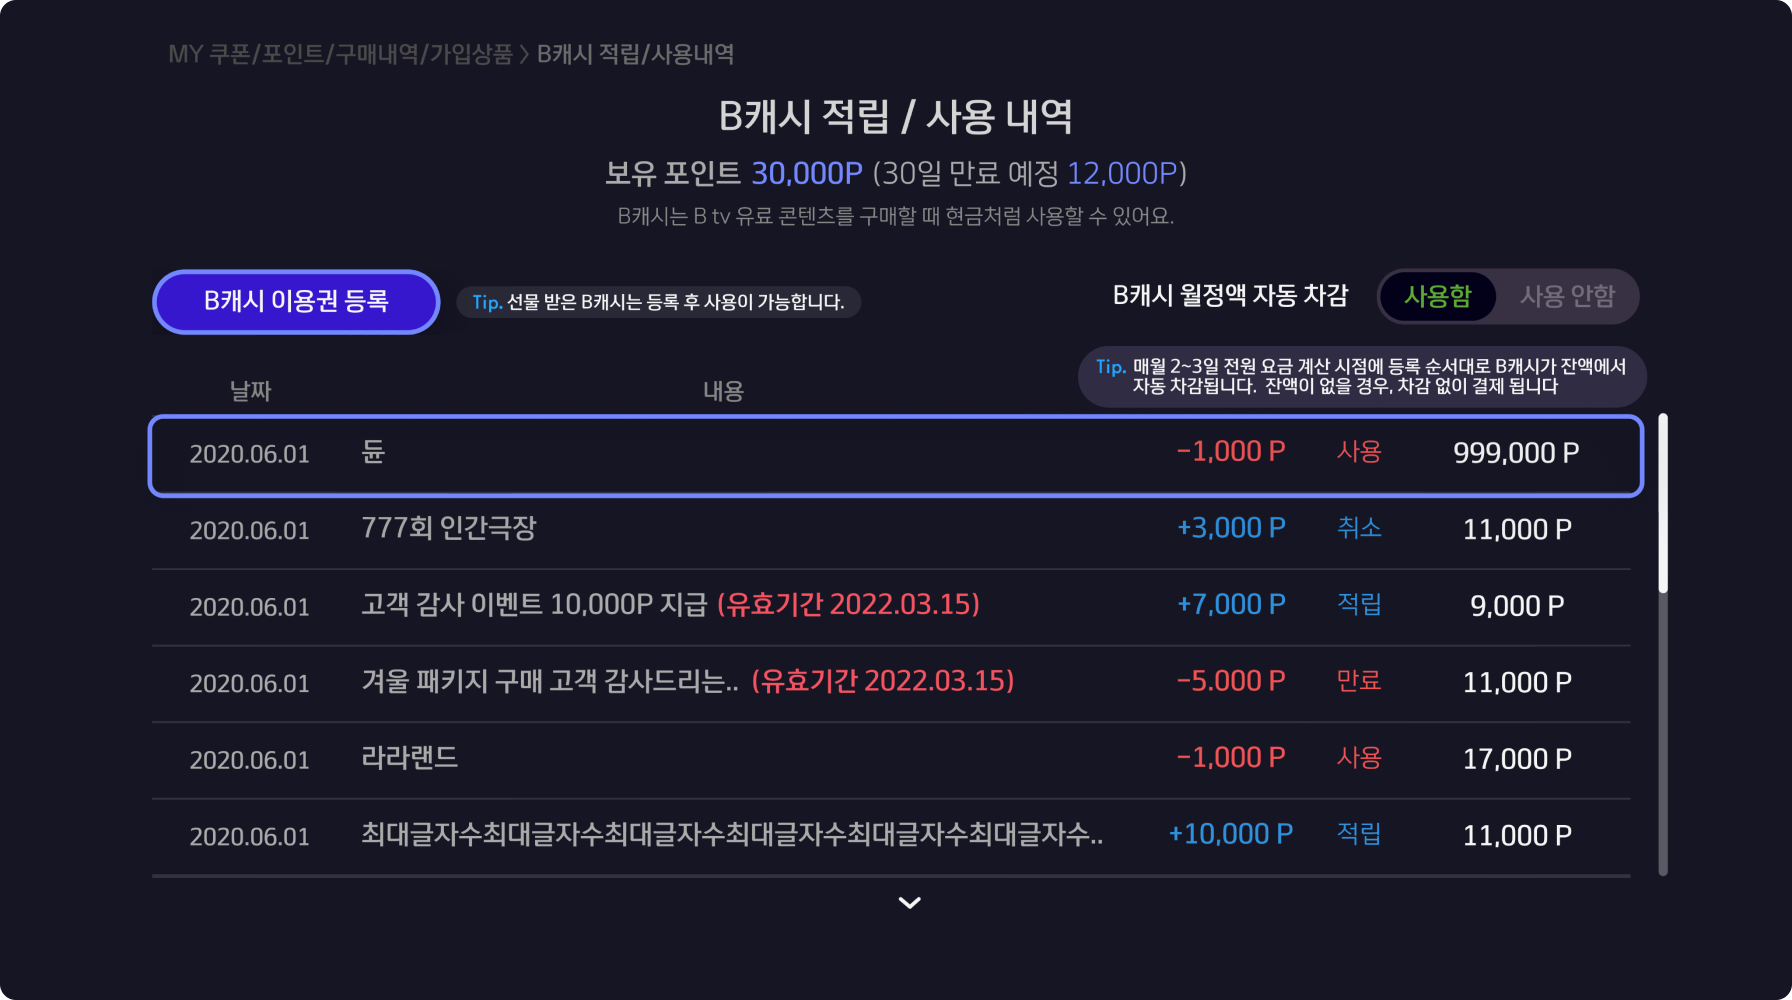 MY 쿠폰/포인트/구매내역/가입상품 > B캐시 적립/사용내역
B캐시 적립 / 사용 내역
보유 포인트 30,000P (30일 만료 예정 12,000P)
B캐시는 B tv 유료 콘텐츠를 구매할 때 현금처럼 사용할 수 있어요.
B캐시 이용권 등록
Tip. 선물 받은 B캐시는 등록 후 사용이 가능합니다.
B캐시 월정액 자동 차감
사용함 사용 안함
Tip. 매월 2~3일 전원 요금 계산 시점에 등록 순서대로 B캐시가 잔액에서
자동 차감됩니다. 잔액이 없을 경우, 차감 없이 결제 됩니다
날짜 내용
2020.06.01 듄 -1,000 P 사용 999,000 P
2020.06.01 777회 인간극장 +3,000 P 취소 11,000 P
2020.06.01 고객 감사 이벤트 10,000P 지급 (유효기간 2022.03.15) +7,000 P 적립 9,000 P
2020.06.01 겨울 패키지 구매 고객 감사드리는.. (유효기간 2022.03.15) -5.000 P 만료 11,000 P
2020.06.01 라라랜드 -1,000 P 사용 17,000 P
2020.06.01 최대글자수최대글자수최대글자수최대글자수최대글자수최대글자수.. +10,000 P 적립 11,000 P